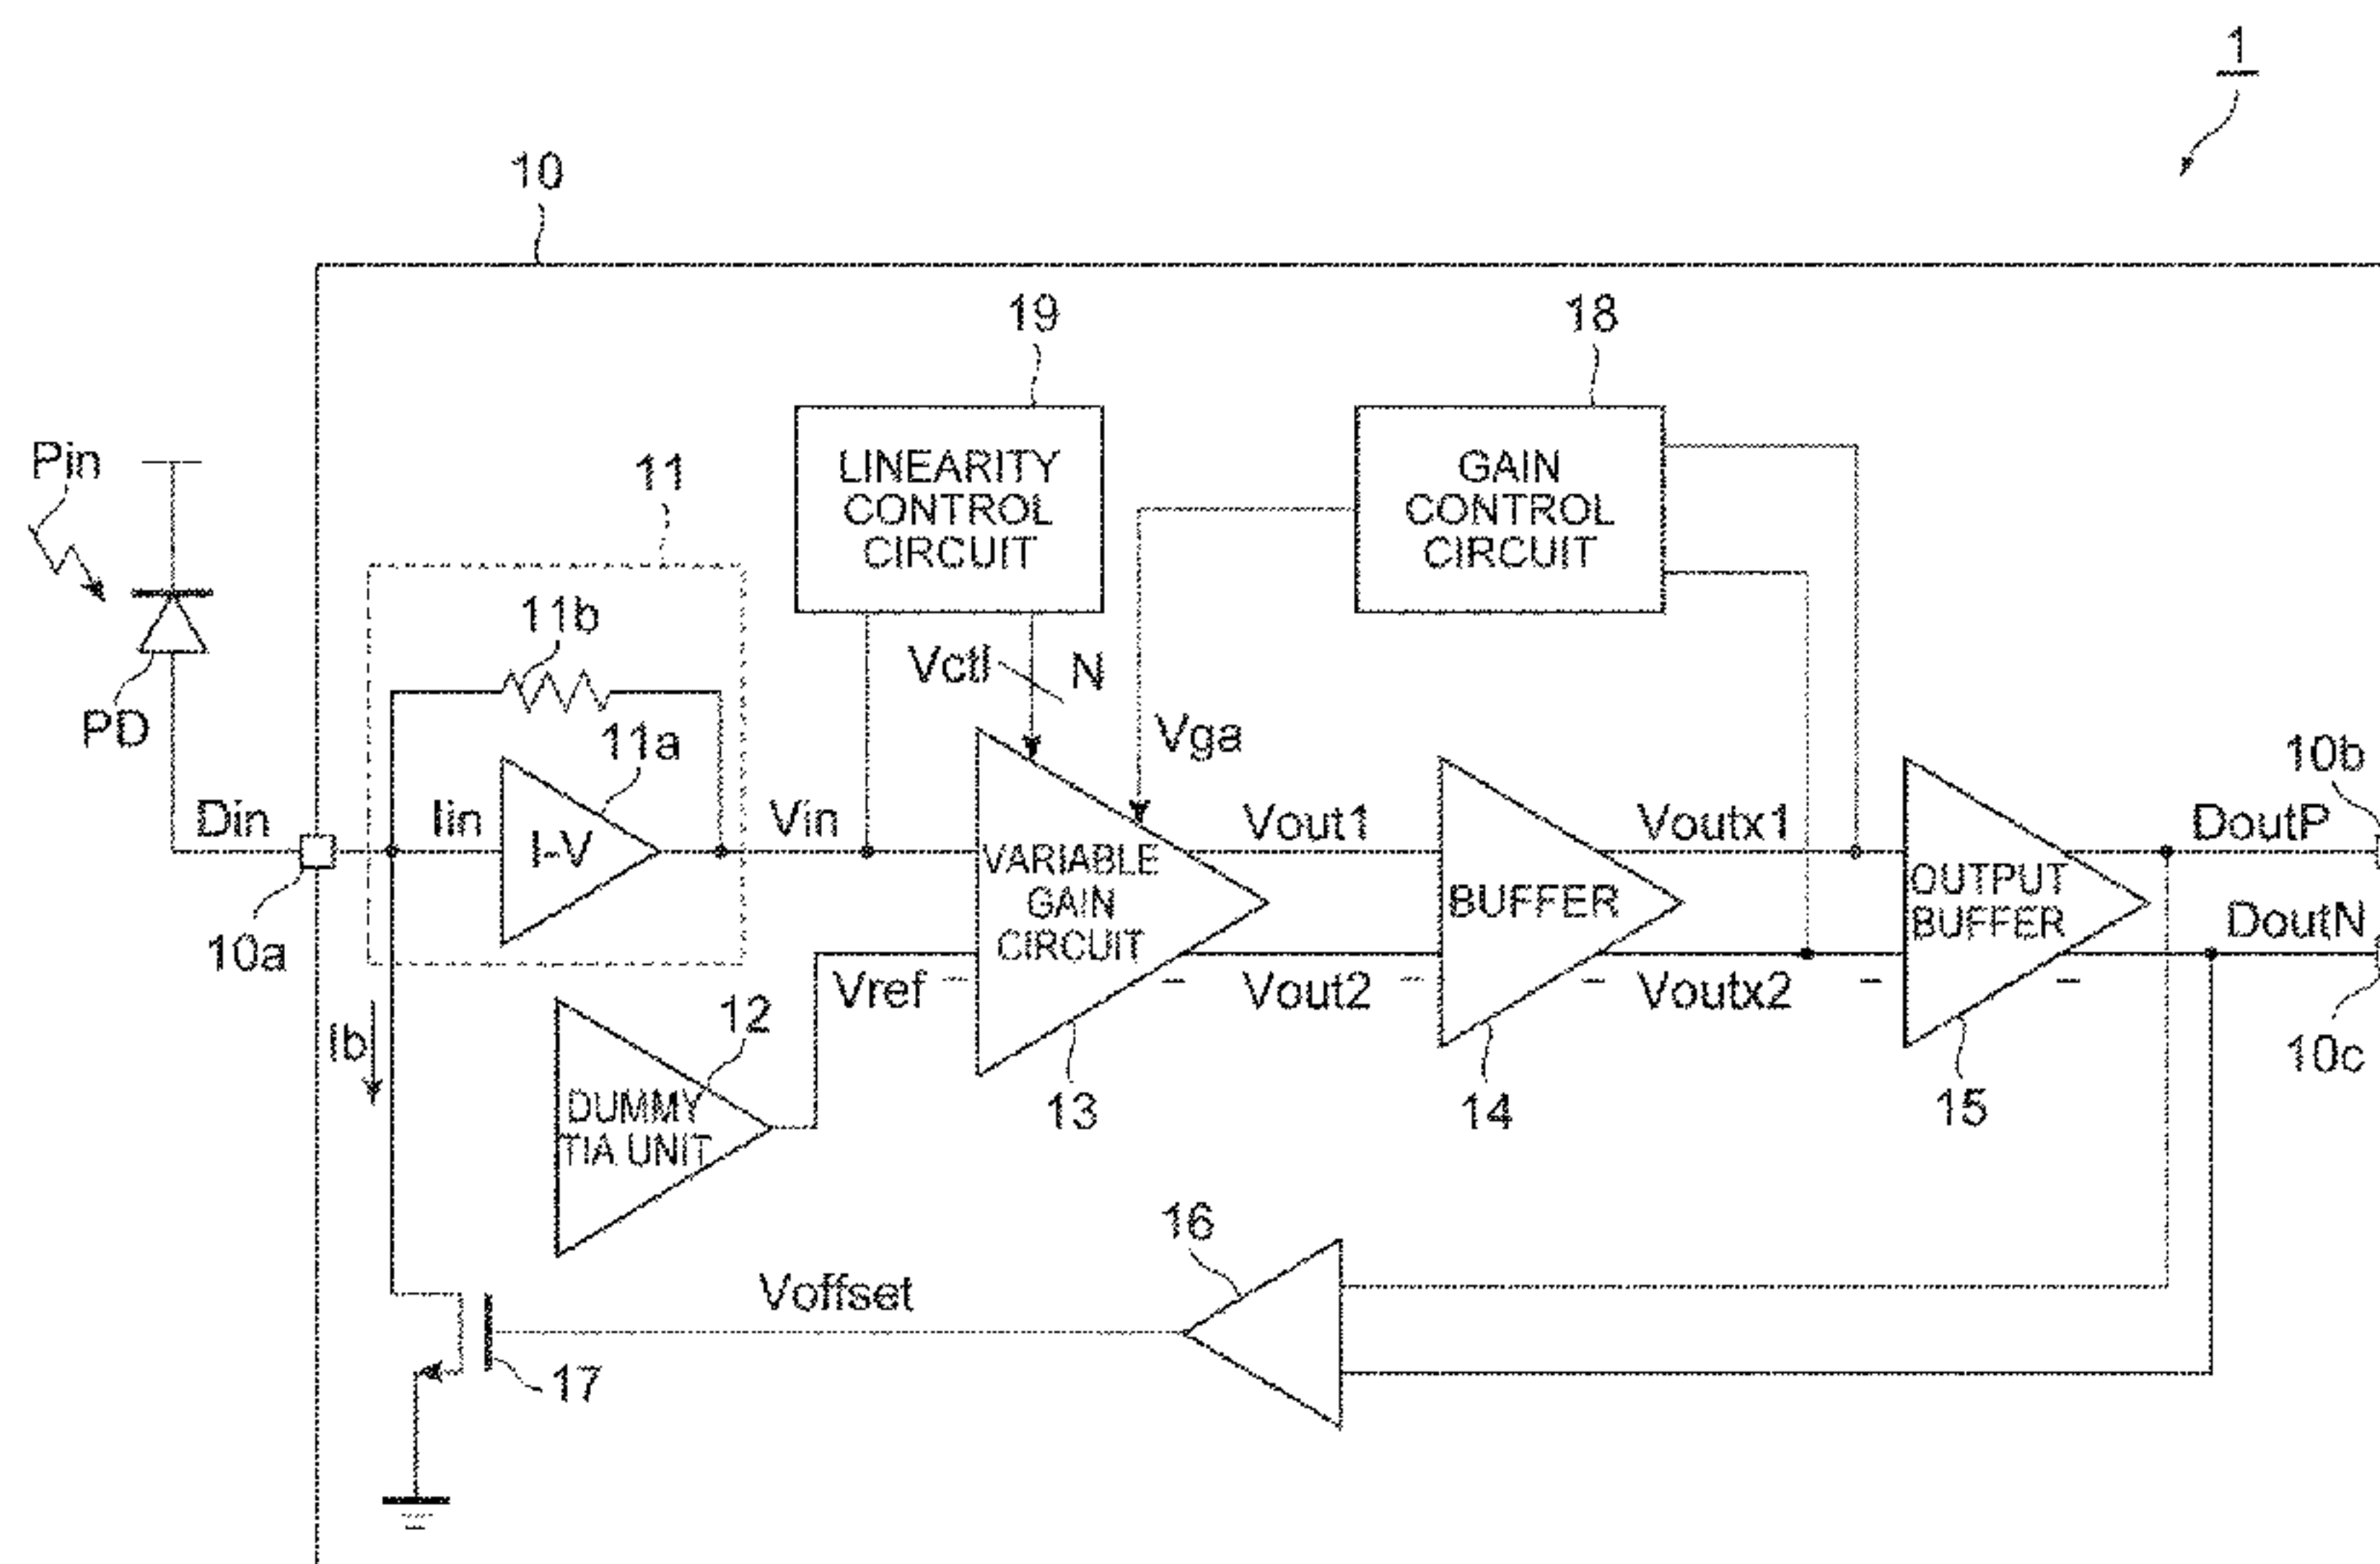 1
10
19
18
Pin
LINEARITY
CONTROL
CIRCUIT
GAIN
CONTROL
CIRCUIT
11
11b
Vctl
N
PD
11a
Vga
10b
Din
Iin
I-V
Vin
Vout1
Voutx1
DoutP
VARIABLE
GAIN
CIRCUIT
BUFFER
OUTPUT
BUFFER
10a
DoutN
Vref
Vout2
Voutx2
12
Ib
10c
DUMMY
TIA UNIT
13
14
15
16
Voffset
17